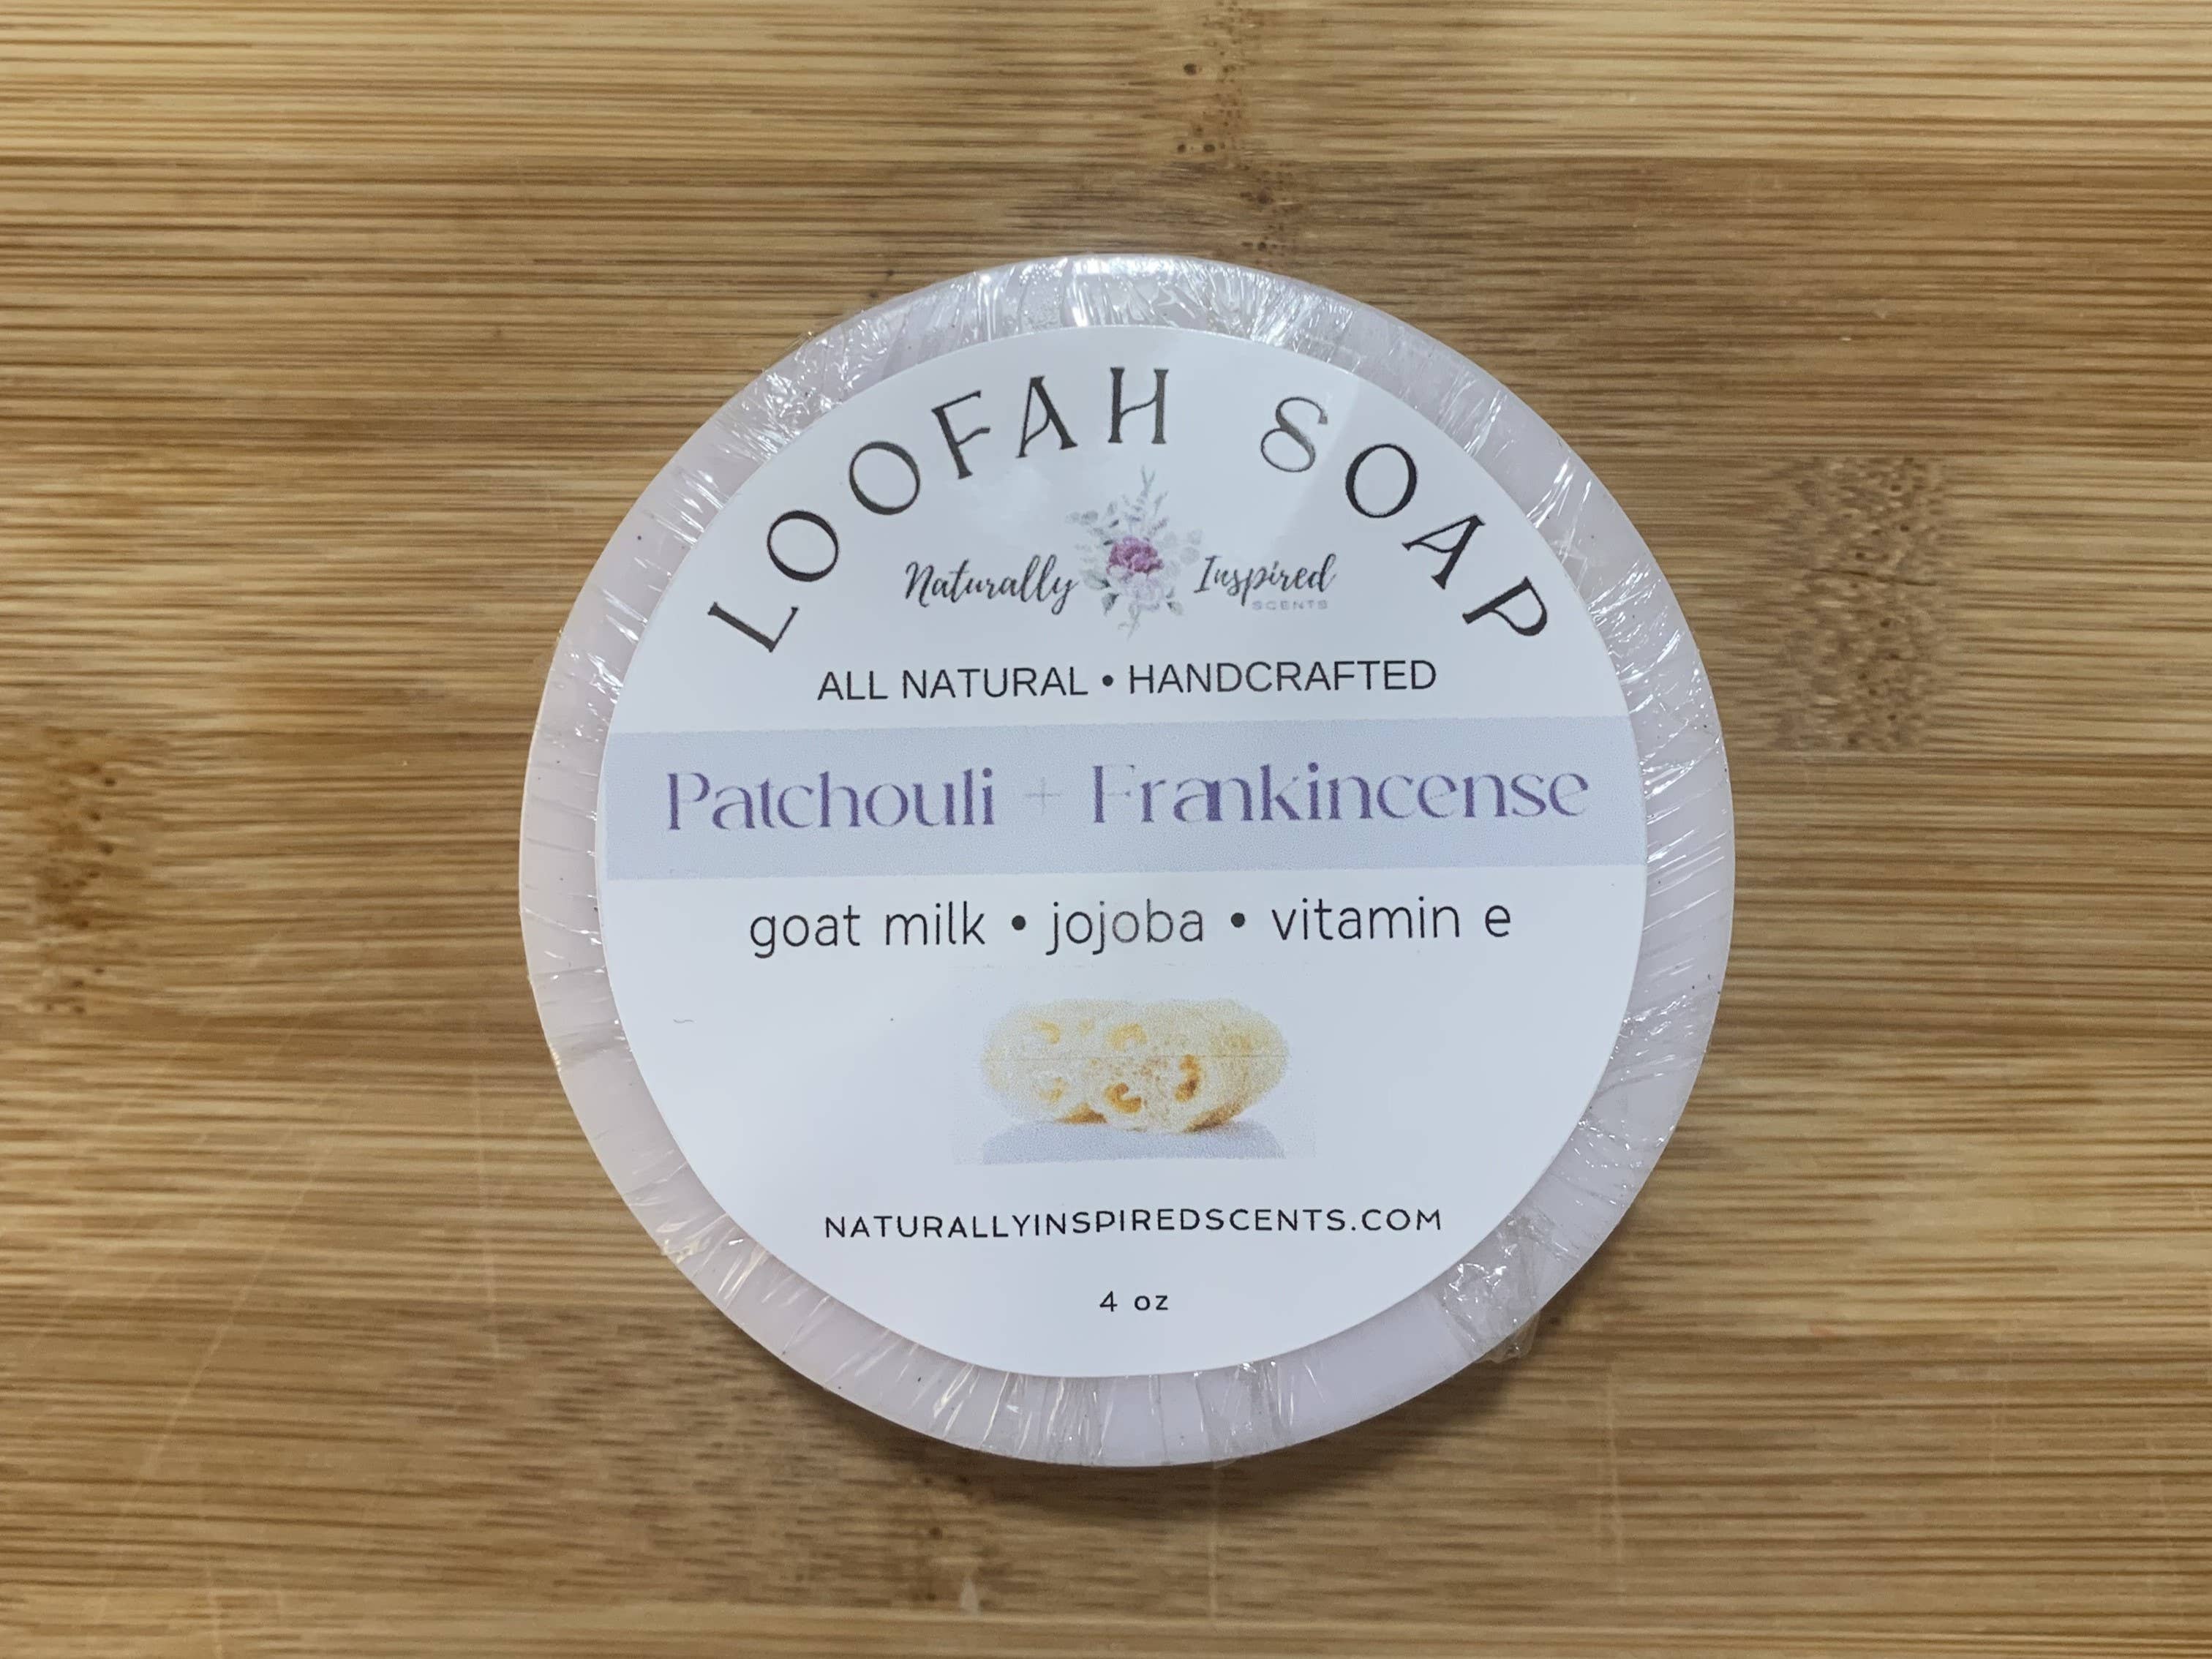 LOOFAH SOAP
Naturally Inspired
SCENTS
ALL NATURAL • HANDCRAFTED
Patchouli + Frankincense
goat milk • jojoba • vitamin e
NATURALLYINSPIREDSCENTS.COM
4 oz